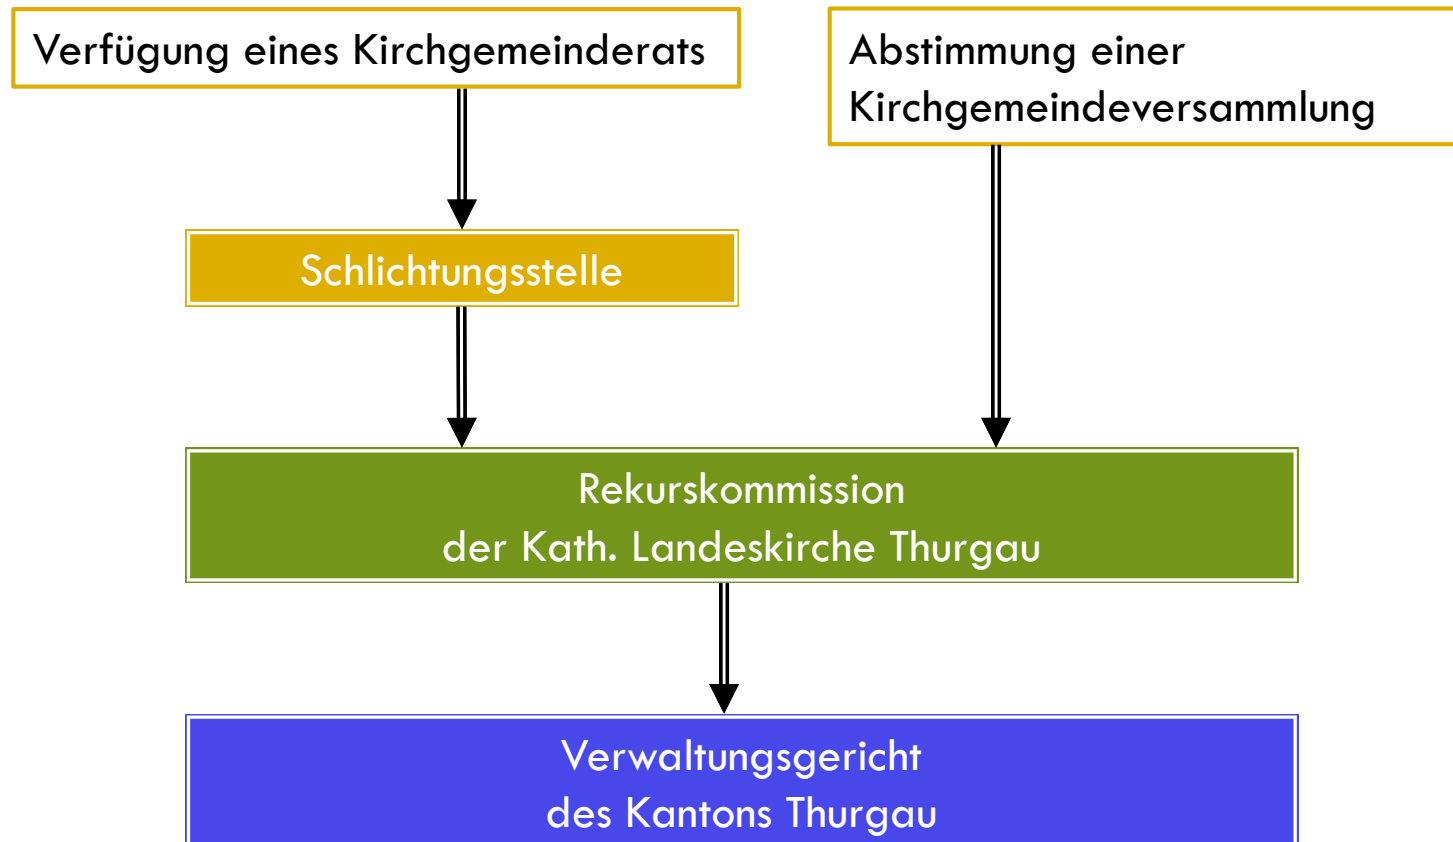 Verfügung eines Kirchgemeinderats
Abstimmung einer
Kirchgemeindeversammlung
Schlichtungsstelle
Rekurskommission
der Kath. Landeskirche Thurgau
Verwaltungsgericht
des Kantons Thurgau